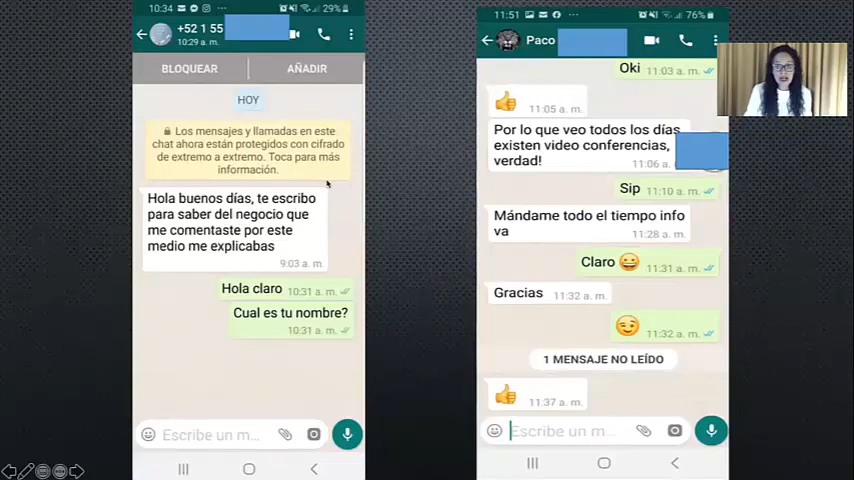 10:34
29%
+52 1 55
10:29 a. m.
BLOQUEAR
AÑADIR
HOY
Los mensajes y llamadas en este
chat ahora están protegidos con cifrado
de extremo a extremo. Toca para más
información.
Hola buenos días, te escribo
para saber del negocio que
me comentaste por este
medio me explicabas
9:03 a. m.
Hola claro 10:31 a. m.
Cual es tu nombre?
10:31 a. m.
Escribe un m...
11:51
76%
Paco
Oki 11:03 a. m.
11:05 a. m.
Por lo que veo todos los días
existen video conferencias,
verdad!
11:06 a. m.
Sip 11:10 a. m.
Mándame todo el tiempo info
va
11:28 a. m.
Claro 11:31 a. m.
Gracias 11:32 a. m.
11:32 a. m.
1 MENSAJE NO LEÍDO
11:37 a. m.
Escribe un m...